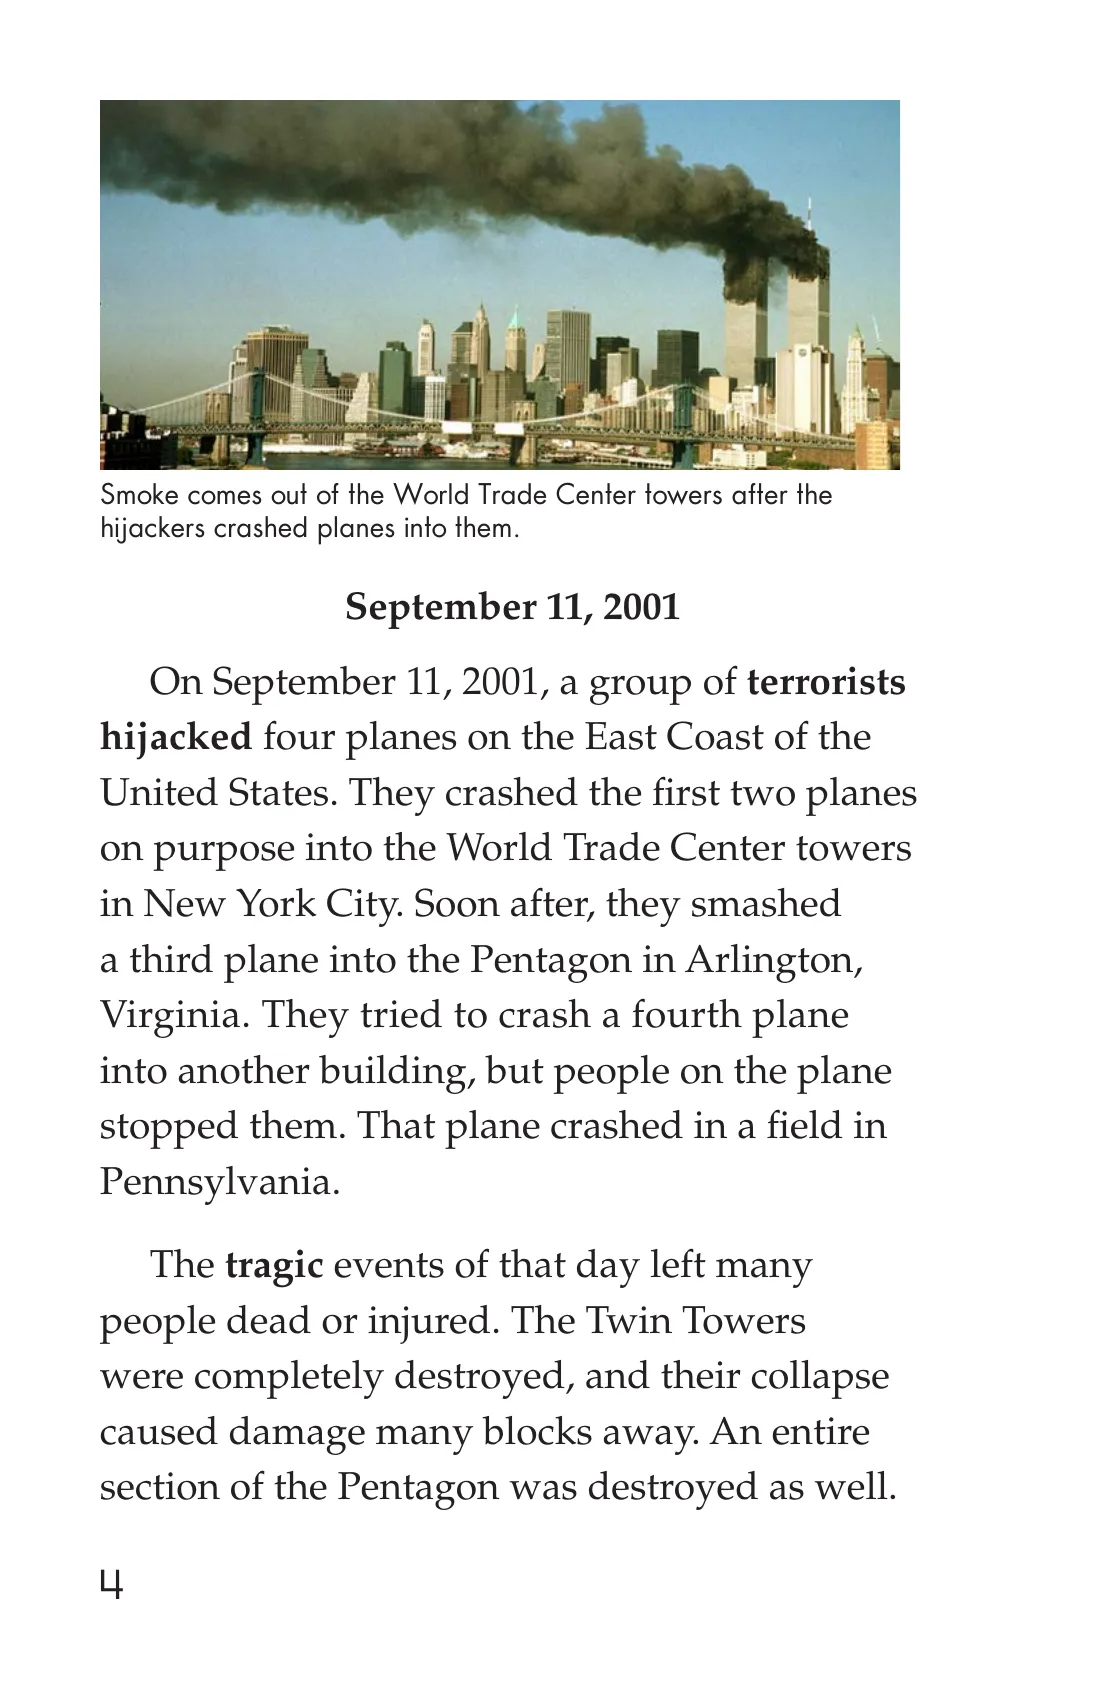 Smoke comes out of the World Trade Center towers after the
hijackers crashed planes into them.
September 11, 2001
On September 11, 2001, a group of terrorists
hijacked four planes on the East Coast of the
United States. They crashed the first two planes
on purpose into the World Trade Center towers
in New York City. Soon after, they smashed
a third plane into the Pentagon in Arlington,
Virginia. They tried to crash a fourth plane
into another building, but people on the plane
stopped them. That plane crashed in a field in
Pennsylvania.
The tragic events of that day left many
people dead or injured. The Twin Towers
were completely destroyed, and their collapse
caused damage many blocks away. An entire
section of the Pentagon was destroyed as well.
4